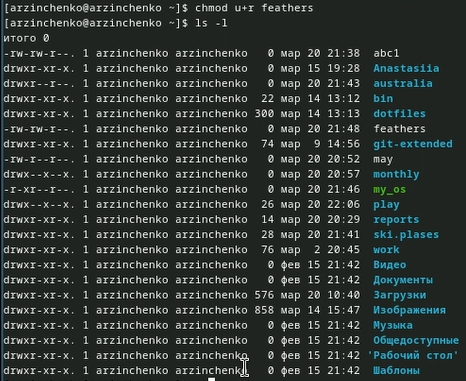 [arzinchenko@arzinchenko ~]$ chmod u+r feathers
[arzinchenko@arzinchenko ~]$ ls -l
итого 0
-rw-rw-r--. 1 arzinchenko arzinchenko 0 мар 20 21:38 abc1
drwxr-xr-x. 1 arzinchenko arzinchenko 0 мар 15 19:28 Anastasiia
drwxr--r--. 1 arzinchenko arzinchenko 0 мар 20 21:43 australia
drwxr-xr-x. 1 arzinchenko arzinchenko 22 мар 14 13:12 bin
drwxr-xr-x. 1 arzinchenko arzinchenko 300 мар 14 13:13 dotfiles
-rw-rw-r--. 1 arzinchenko arzinchenko 0 мар 20 21:48 feathers
drwxr-xr-x. 1 arzinchenko arzinchenko 74 мар 9 14:56 git-extended
-rw-r--r--. 1 arzinchenko arzinchenko 0 мар 20 20:52 may
drwx--x--x. 1 arzinchenko arzinchenko 0 мар 20 20:57 monthly
-r-xr--r--. 1 arzinchenko arzinchenko 0 мар 20 21:46 my_os
drwx--x--x. 1 arzinchenko arzinchenko 26 мар 20 22:06 play
drwxr-xr-x. 1 arzinchenko arzinchenko 14 мар 20 20:29 reports
drwxr-xr-x. 1 arzinchenko arzinchenko 28 мар 20 21:41 ski.plases
drwxr-xr-x. 1 arzinchenko arzinchenko 76 мар 2 20:45 work
drwxr-xr-x. 1 arzinchenko arzinchenko 0 фев 15 21:42 Видео
drwxr-xr-x. 1 arzinchenko arzinchenko 0 фев 15 21:42 Документы
drwxr-xr-x. 1 arzinchenko arzinchenko 576 мар 20 10:40 Загрузки
drwxr-xr-x. 1 arzinchenko arzinchenko 858 мар 14 15:47 Изображения
drwxr-xr-x. 1 arzinchenko arzinchenko 0 фев 15 21:42 Музыка
drwxr-xr-x. 1 arzinchenko arzinchenko 0 фев 15 21:42 Общедоступные
drwxr-xr-x. 1 arzinchenko arzinchenko 0 фев 15 21:42 'Рабочий стол'
drwxr-xr-x. 1 arzinchenko arzinchenko 0 фев 15 21:42 Шаблоны